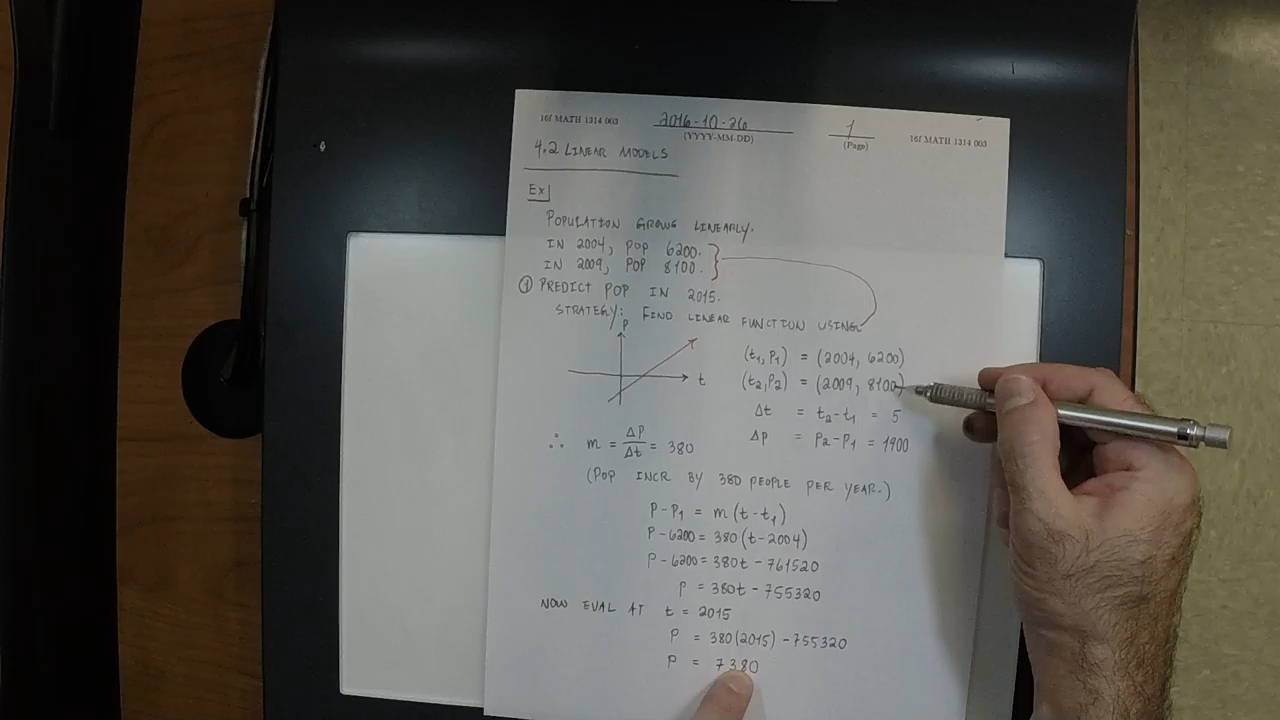 16f MATH 1314 003 2016-10-26 1 16f MATH 1314 003
(YYYY-MM-DD) (Page)
4.2 LINEAR MODELS
Ex
POPULATION GROWS LINEARLY.
IN 2004, POP 6200.
IN 2009, POP 8100.
① PREDICT POP IN 2015.
STRATEGY: FIND LINEAR FUNCTION USING
P
t
(t₁, P₁) = (2004, 6200)
(t₂, P₂) = (2009, 8100)
Δt = t₂-t₁ = 5
ΔP = P₂-P₁ = 1900
∴ m = ΔP/Δt = 380
(POP INCR BY 380 PEOPLE PER YEAR.)
P-P₁ = m(t-t₁)
P-6200 = 380(t-2004)
P-6200 = 380t - 761520
P = 380t - 755320
NOW EVAL AT t = 2015
P = 380(2015) - 755320
P = 7380